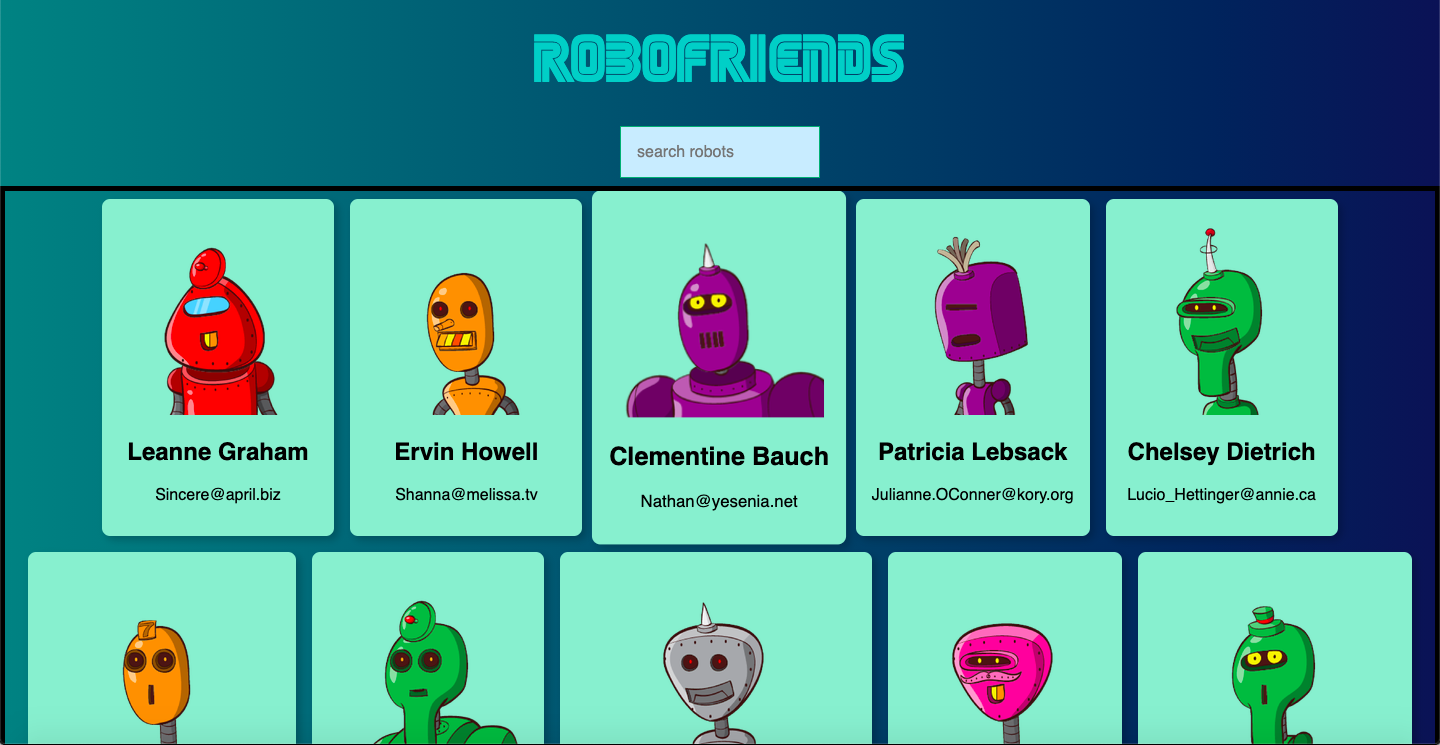 ROBOFRIENDS
search robots
Leanne Graham
Sincere@april.biz
Ervin Howell
Shanna@melissa.tv
Clementine Bauch
Nathan@yesenia.net
Patricia Lebsack
Julianne.OConner@kory.org
Chelsey Dietrich
Lucio_Hettinger@annie.ca
7